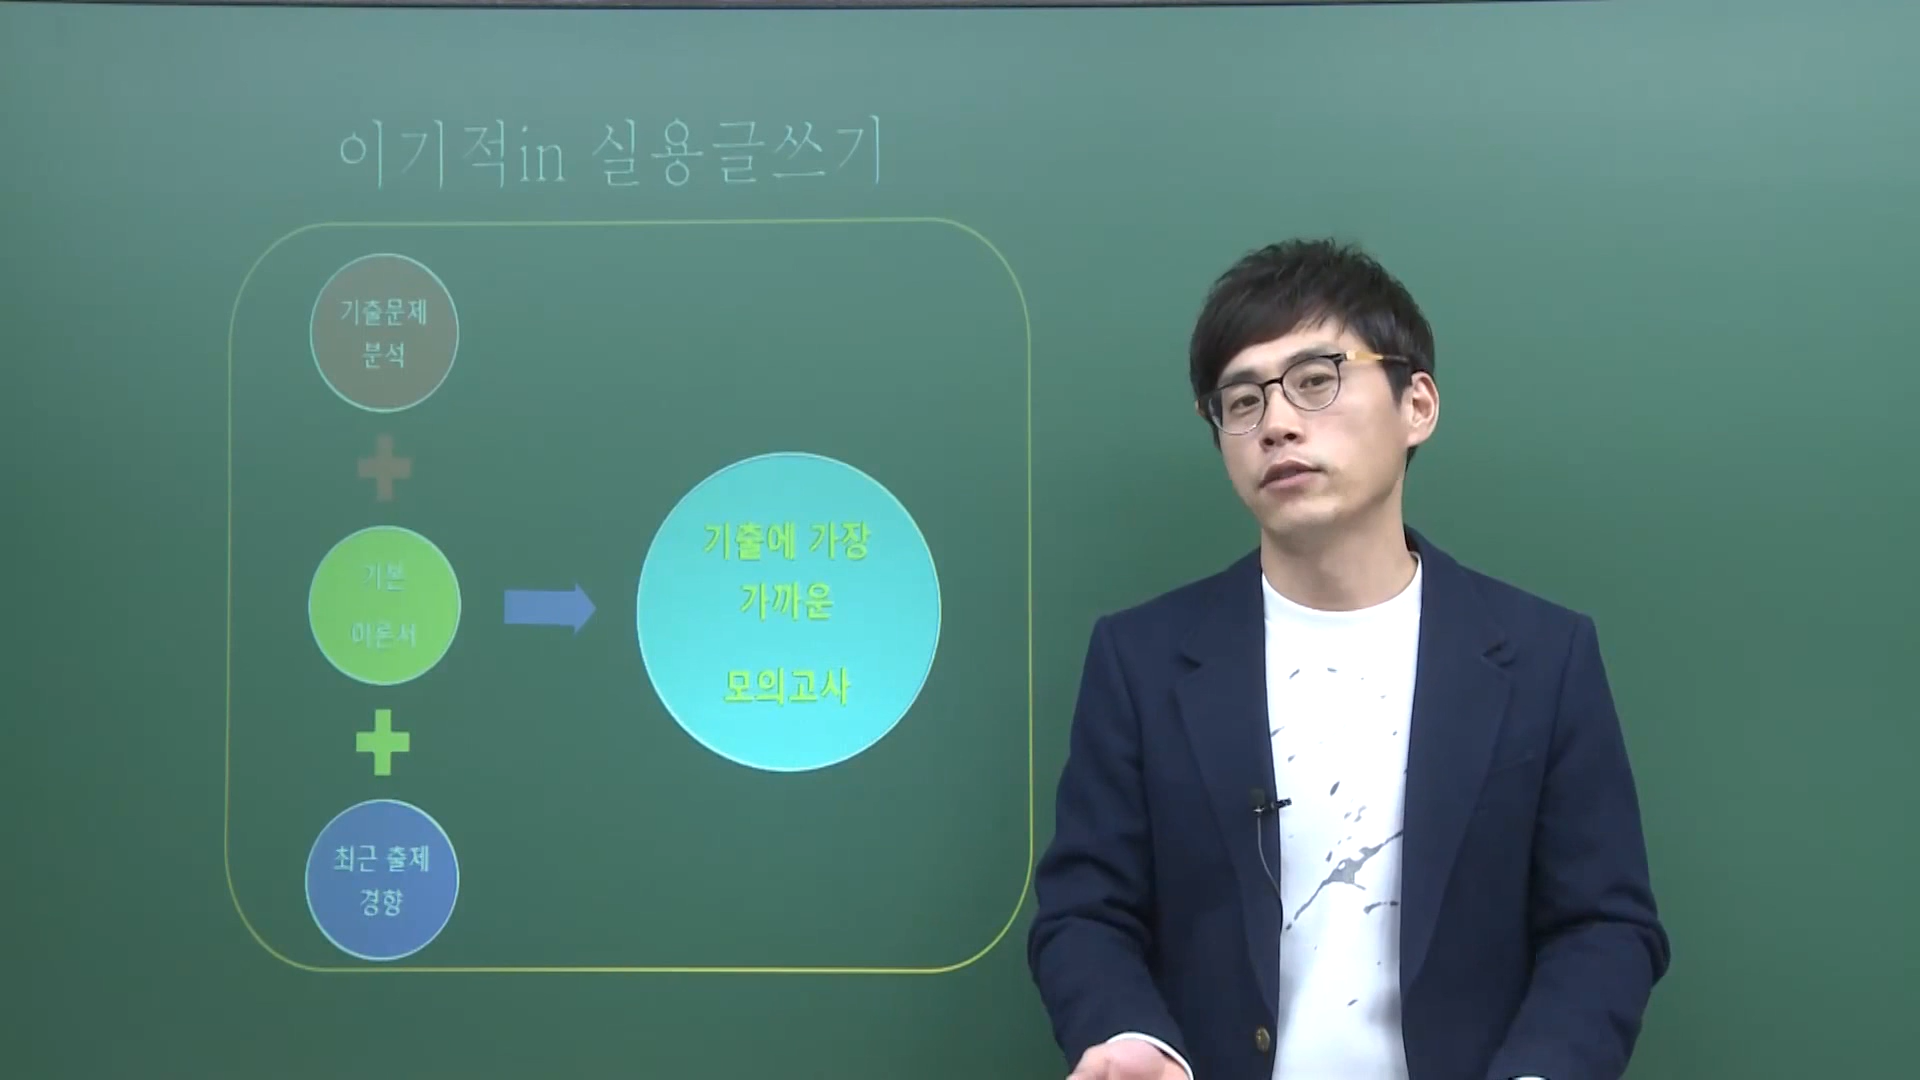 이기적in 실용글쓰기
기출문제
분석
기본
이론서
최근 출제
경향
기출에 가장
가까운
모의고사